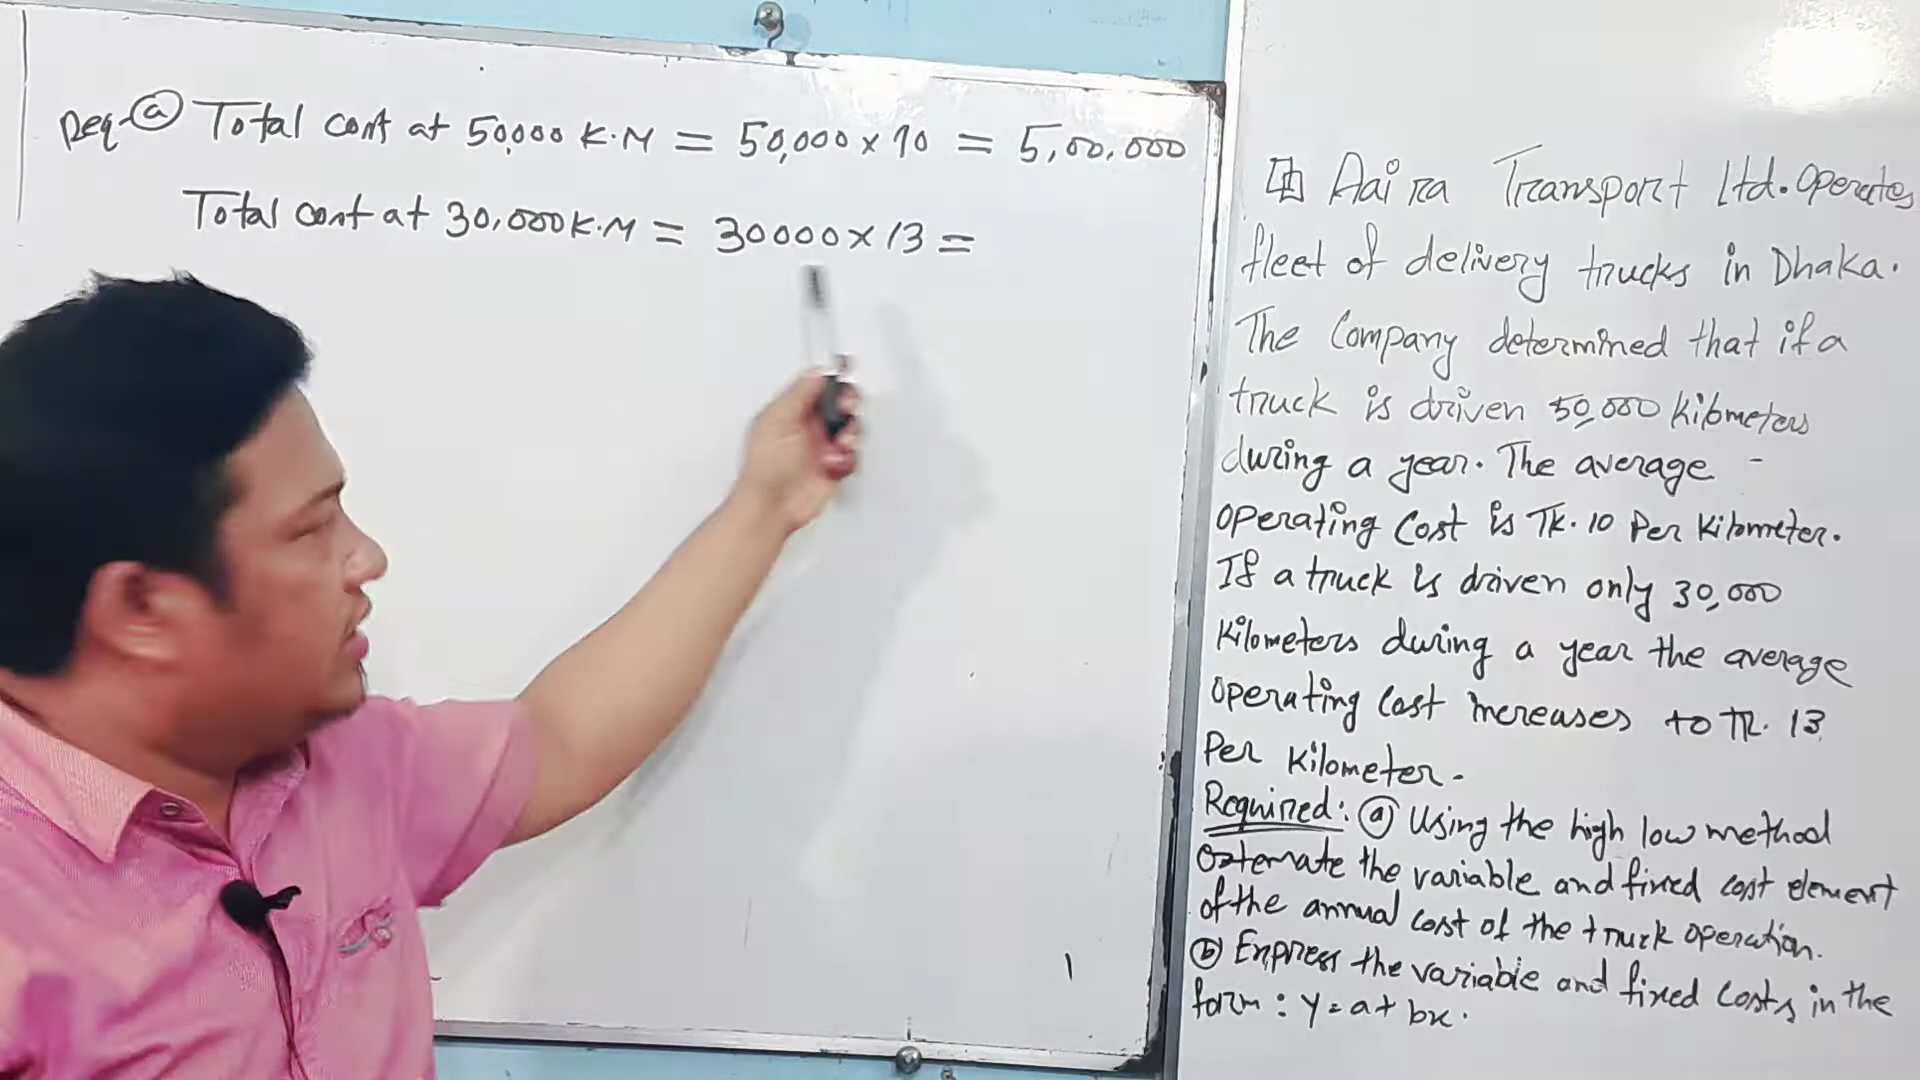 Req-ⓐ Total cost at 50,000 K.M = 50,000 × 10 = 5,00,000
Total cost at 30,000 K.M = 30000 × 13 =
Aaira Transport Ltd. Operates
fleet of delivery trucks in Dhaka.
The Company determined that if a
truck is driven 50,000 kilometers
during a year. The average -
operating Cost is Tk. 10 Per Kilometer.
If a truck is driven only 30,000
Kilometers during a year the average
operating Cost increases to Tk. 13
Per Kilometer.
Required: ⓐ Using the high low method
the variable and fixed cost element
of the annual cost of the truck operation.
ⓑ Express the variable and fixed Costs in the
form: Y = a + bx.